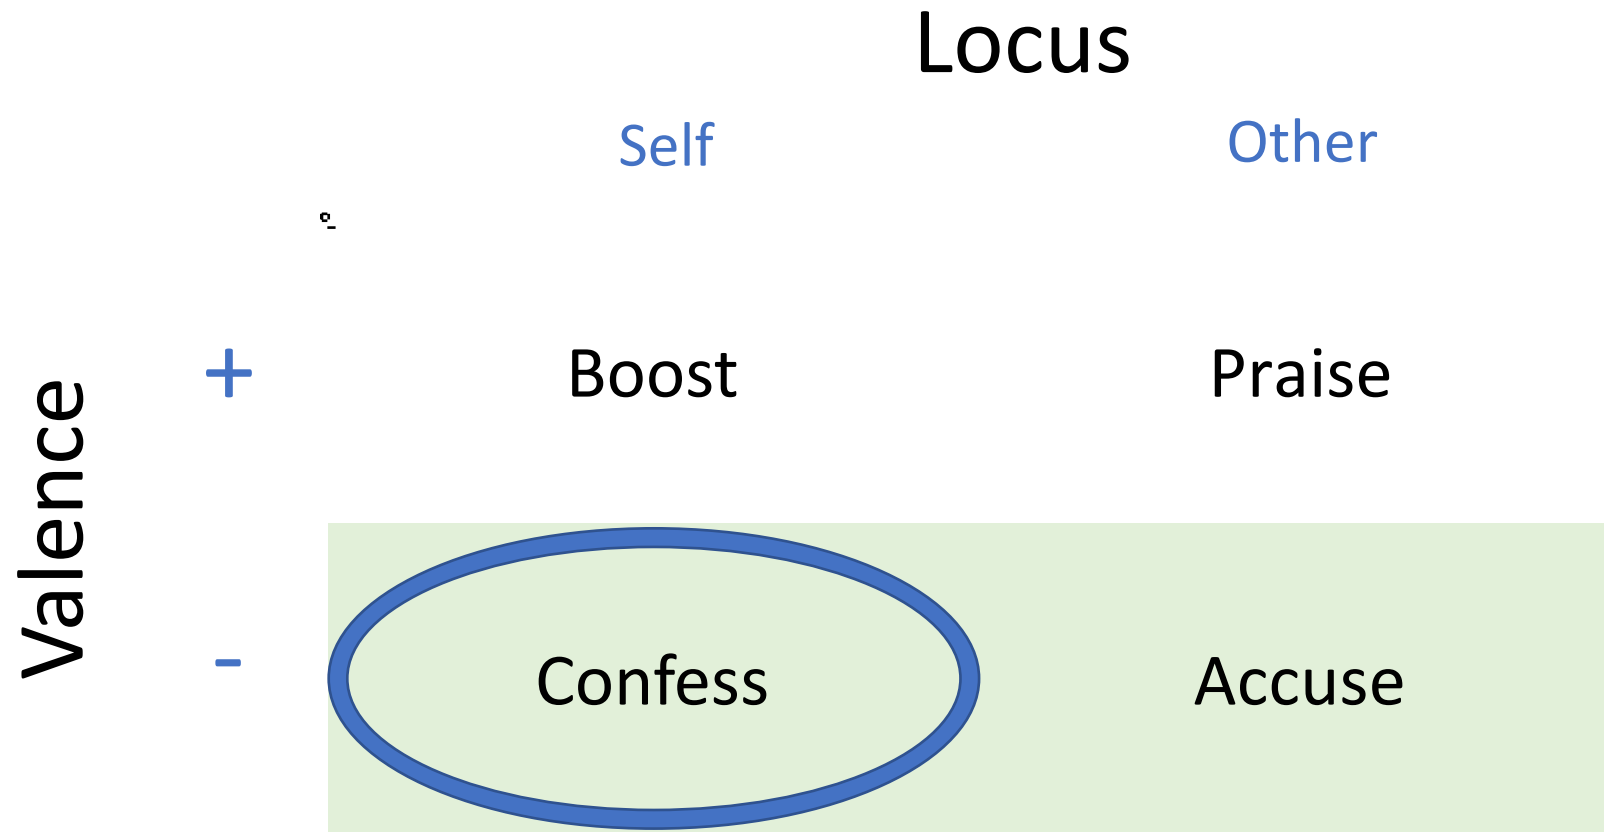 Locus
Self Other
Valence
+ Boost Praise
- Confess Accuse